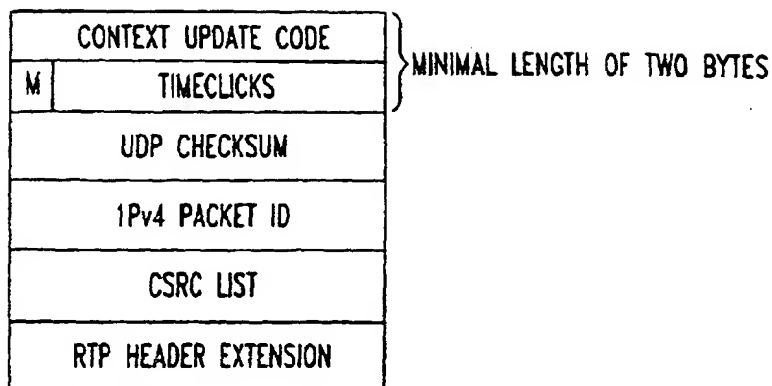 CONTEXT UPDATE CODE
MINIMAL LENGTH OF TWO BYTES
M TIMECLICKS
UDP CHECKSUM
1Pv4 PACKET ID
CSRC LIST
RTP HEADER EXTENSION